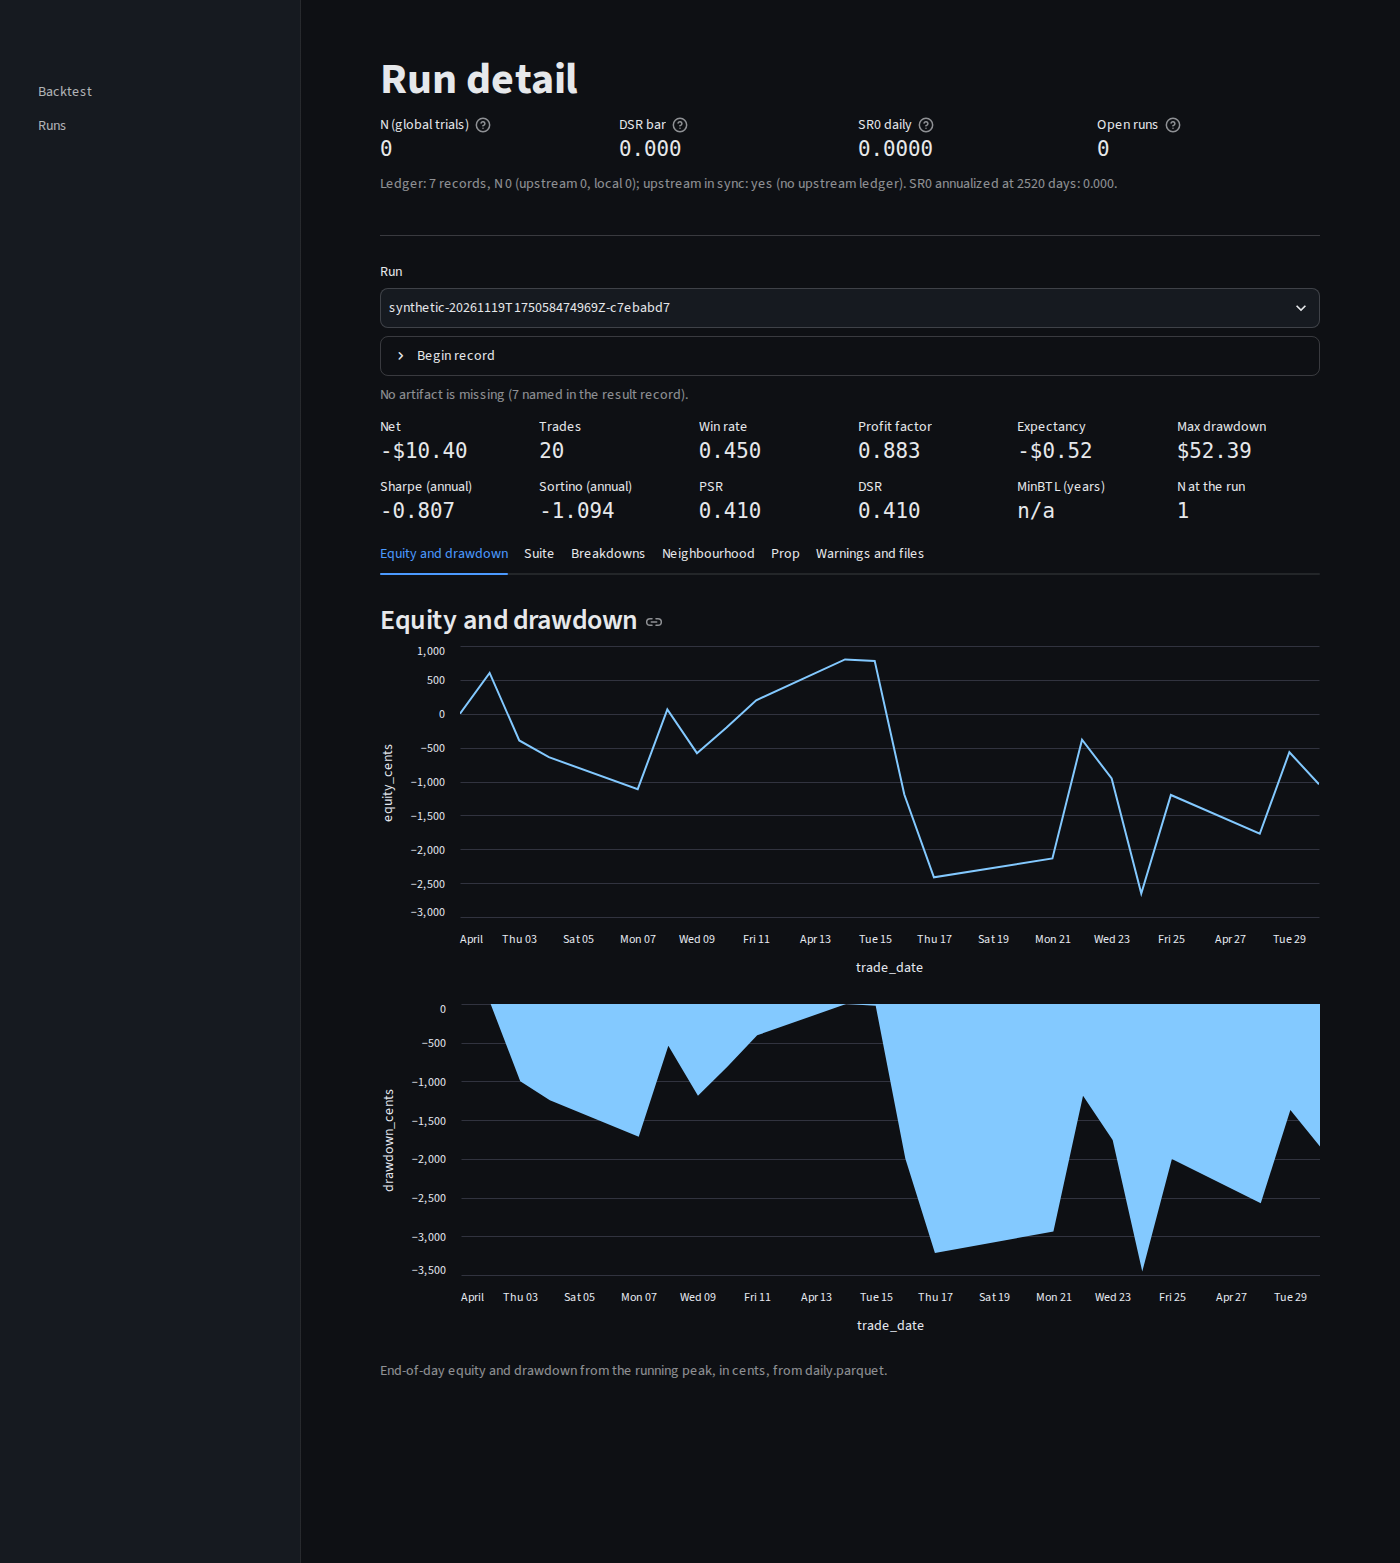 Backtest
Runs
Run detail
N (global trials) DSR bar SR0 daily Open runs
0 0.000 0.0000 0
Ledger: 7 records, N 0 (upstream 0, local 0); upstream in sync: yes (no upstream ledger). SR0 annualized at 2520 days: 0.000.
Run
synthetic-20261119T175058474969Z-c7ebabd7
Begin record
No artifact is missing (7 named in the result record).
Net Trades Win rate Profit factor Expectancy Max drawdown
-$10.40 20 0.450 0.883 -$0.52 $52.39
Sharpe (annual) Sortino (annual) PSR DSR MinBTL (years) N at the run
-0.807 -1.094 0.410 0.410 n/a 1
Equity and drawdown Suite Breakdowns Neighbourhood Prop Warnings and files
Equity and drawdown
1,000
500
0
−500
−1,000
−1,500
−2,000
−2,500
−3,000
equity_cents
April Thu 03 Sat 05 Mon 07 Wed 09 Fri 11 Apr 13 Tue 15 Thu 17 Sat 19 Mon 21 Wed 23 Fri 25 Apr 27 Tue 29
trade_date
0
−500
−1,000
−1,500
−2,000
−2,500
−3,000
−3,500
drawdown_cents
April Thu 03 Sat 05 Mon 07 Wed 09 Fri 11 Apr 13 Tue 15 Thu 17 Sat 19 Mon 21 Wed 23 Fri 25 Apr 27 Tue 29
trade_date
End-of-day equity and drawdown from the running peak, in cents, from daily.parquet.